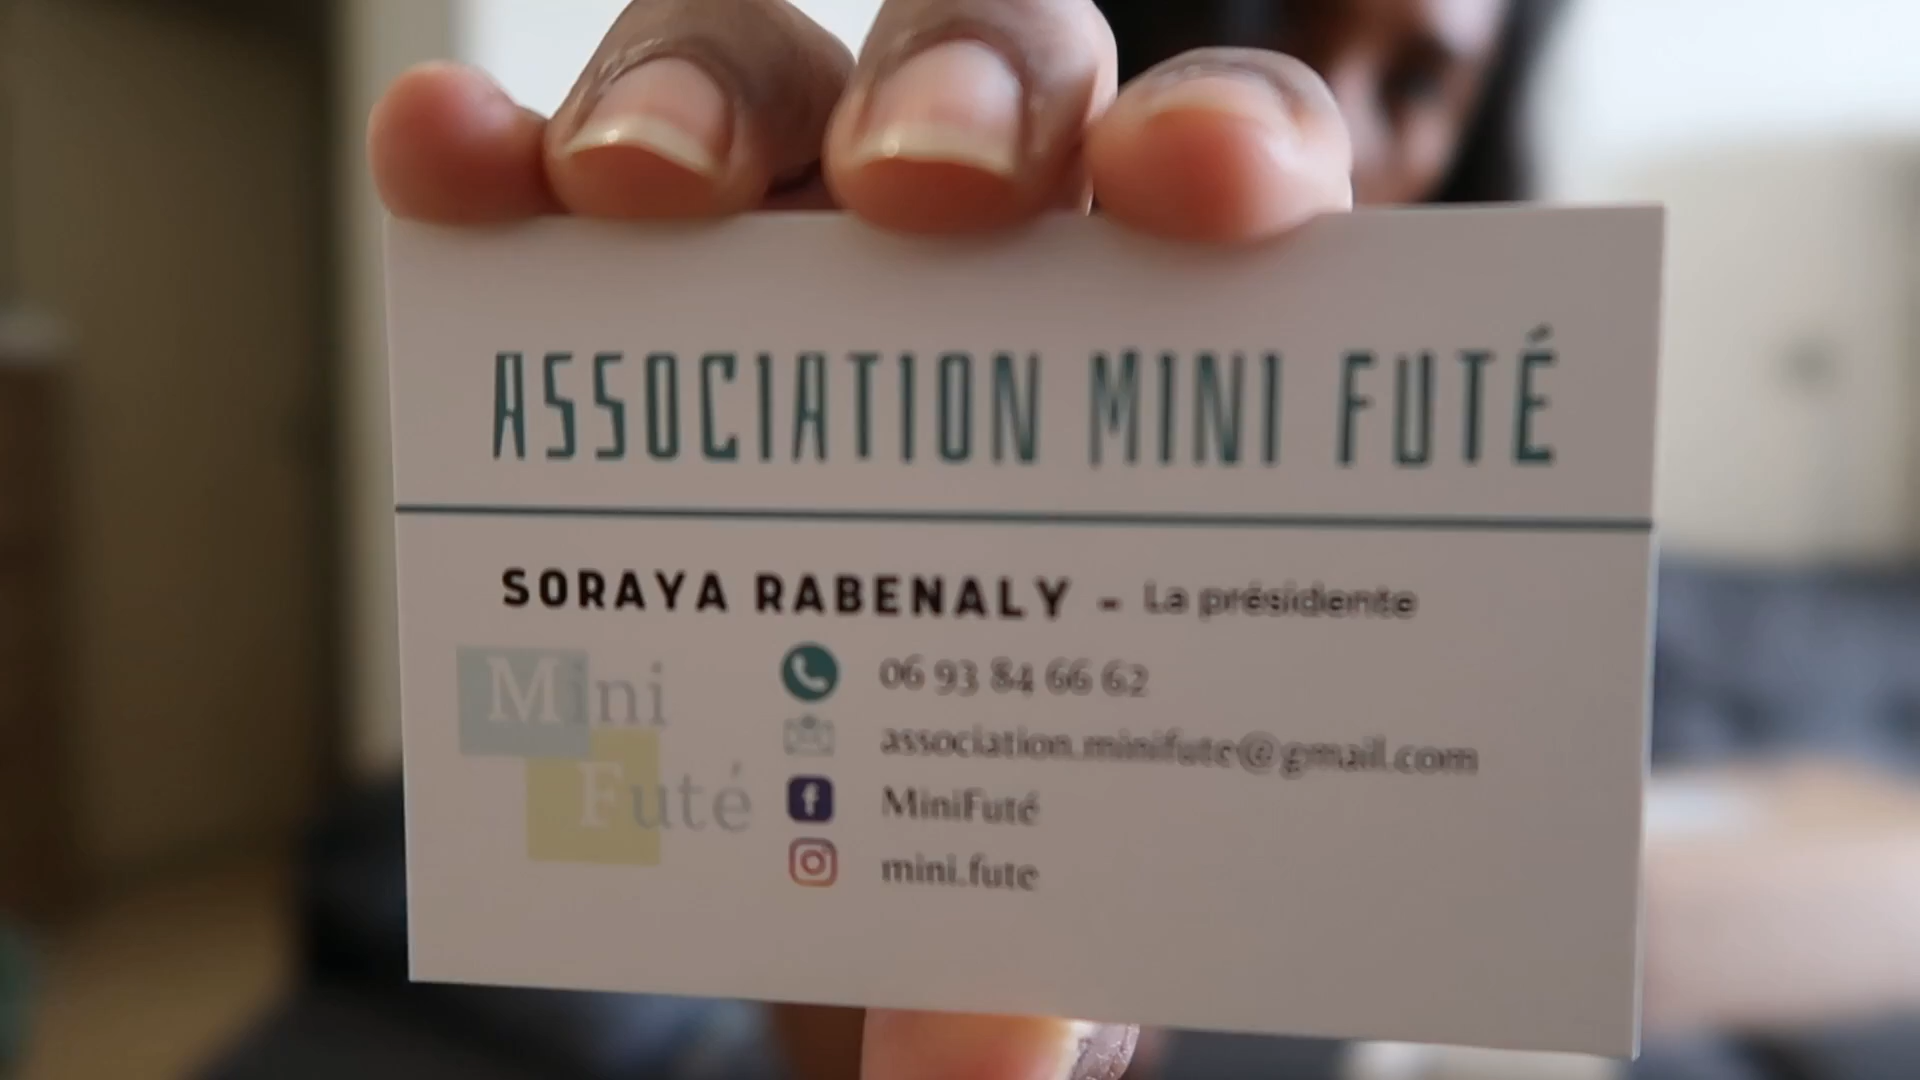 ASSOCIATION MINI FUTÉ
SORAYA RABENALY - La présidente
Mini
Futé
06 93 84 66 62
association.minifute@gmail.com
MiniFuté
mini.fute